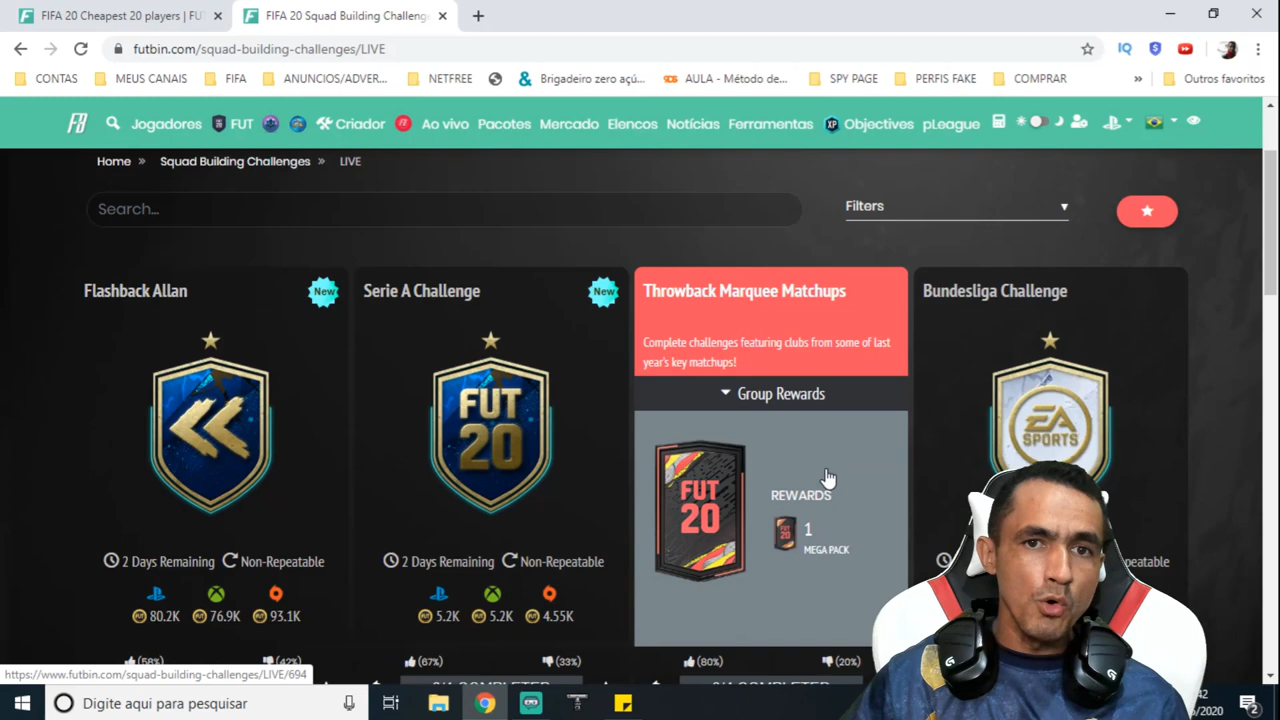 FIFA 20 Cheapest 20 players | FUT
FIFA 20 Squad Building Challeng
futbin.com/squad-building-challenges/LIVE
IQ
CONTAS
MEUS CANAIS
FIFA
ANUNCIOS/ADVER...
NETFREE
Brigadeiro zero açú...
AULA - Método de...
SPY PAGE
PERFIS FAKE
COMPRAR
»
Outros favoritos
Jogadores
FUT
Criador
Ao vivo
Pacotes
Mercado
Elencos
Notícias
Ferramentas
XP
Objectives
pLeague
Home » Squad Building Challenges » LIVE
Search...
Filters
Flashback Allan
New
Serie A Challenge
New
Throwback Marquee Matchups
Bundesliga Challenge
Complete challenges featuring clubs from some of last
year's key matchups!
Group Rewards
FUT
20
FUT
20
EA
SPORTS
REWARDS
1
MEGA PACK
2 Days Remaining
Non-Repeatable
2 Days Remaining
Non-Repeatable
80.2K
76.9K
93.1K
5.2K
5.2K
4.55K
(58%)
(42%)
(67%)
(33%)
(80%)
(20%)
https://www.futbin.com/squad-building-challenges/LIVE/694
Digite aqui para pesquisar
2